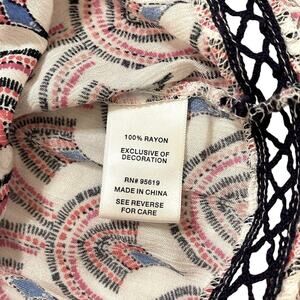 100% RAYON
EXCLUSIVE OF
DECORATION
RN# 95619
MADE IN CHINA
SEE REVERSE
FOR CARE